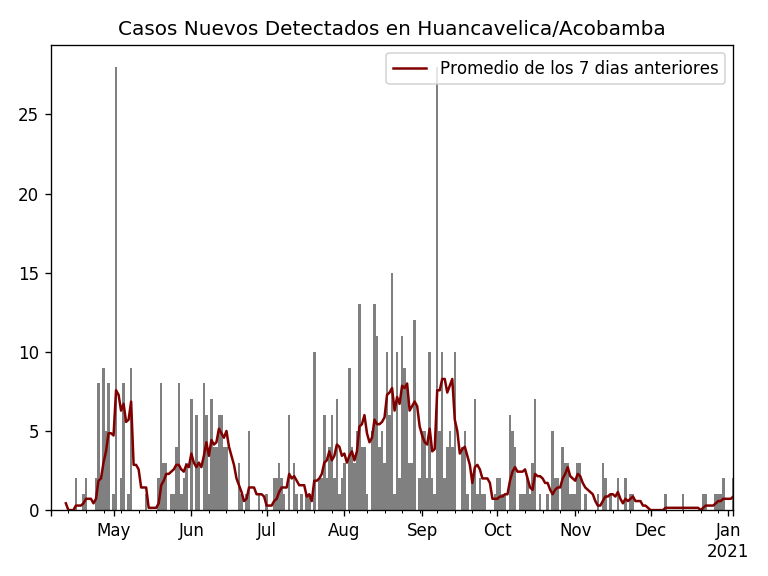 Casos Nuevos Detectados en Huancavelica/Acobamba
Promedio de los 7 dias anteriores
25
20
15
10
5
0
May Jun Jul Aug Sep Oct Nov Dec Jan
2021